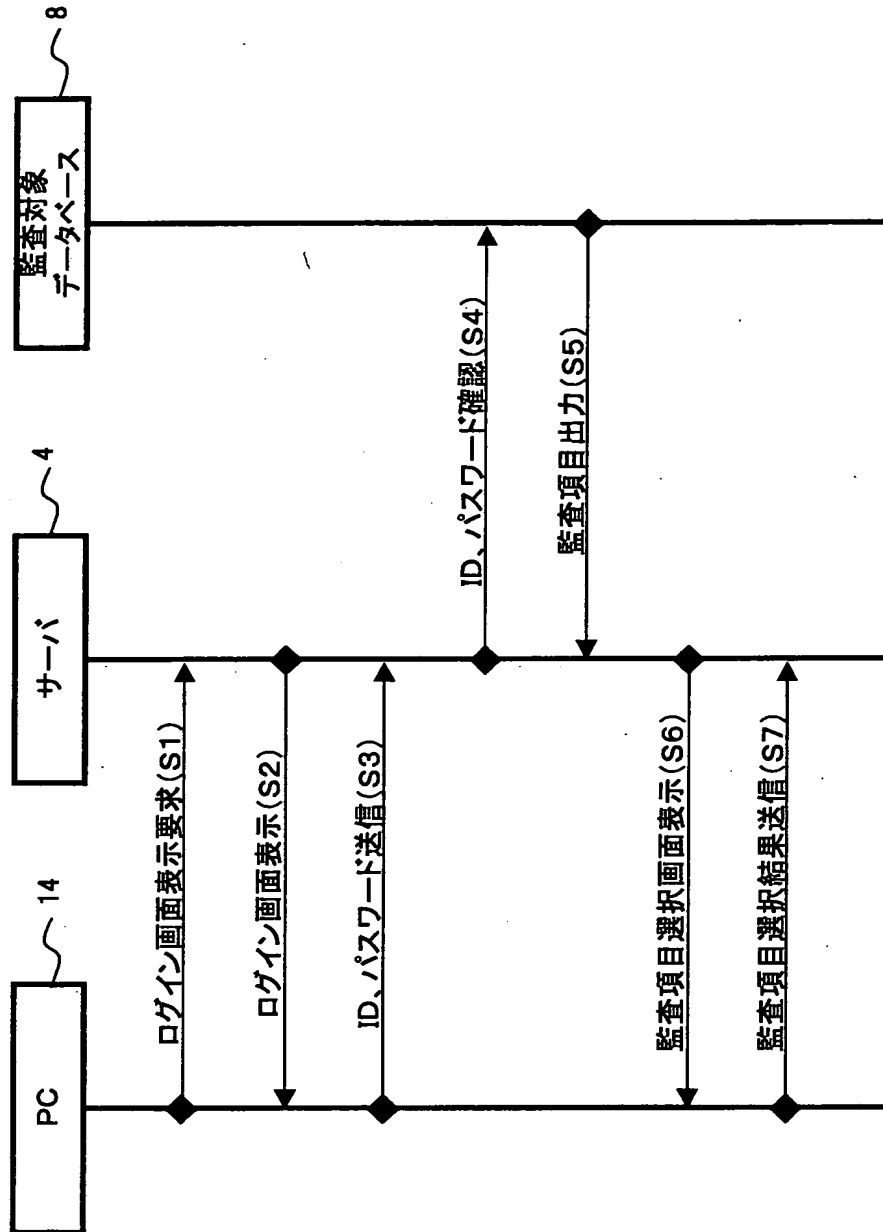 PC
14
サーバ
4
監査対象
データベース
8
ログイン画面表示要求(S1)
ログイン画面表示(S2)
ID、パスワード送信(S3)
ID、パスワード確認(S4)
監査項目出力(S5)
監査項目選択画面表示(S6)
監査項目選択結果送信(S7)